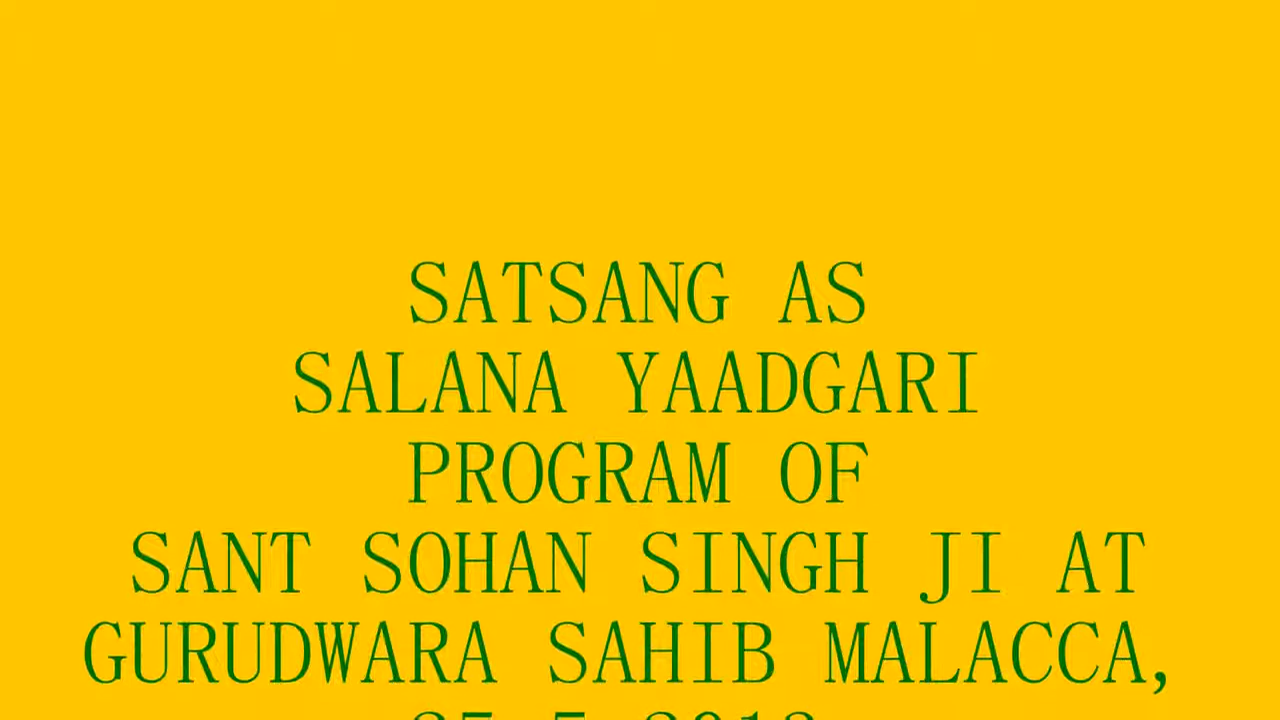 SATSANG AS
SALANA YAADGARI
PROGRAM OF
SANT SOHAN SINGH JI AT
GURUDWARA SAHIB MALACCA,